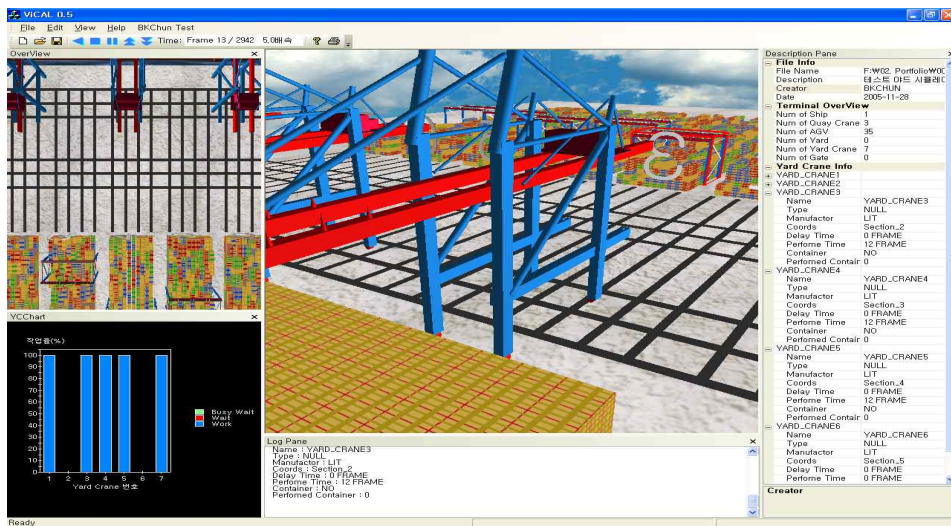 ViCAL 0.5
File Edit View Help BKChun Test
Time: Frame 13 / 2942 5.0배속
OverView
YCChart
작업률(%)
100
90
80
70
60
50
40
30
20
10
0
1 2 3 4 5 6 7
Yard Crane 번호
Busy Wait
Wait
Work
Log Pane
Name : YARD_CRANE3
Type : NULL
Manufactor : LIT
Coords : Section_2
Delay Time : 0 FRAME
Perfome Time : 12 FRAME
Container : NO
Perfomed Container : 0
Description Pane
File Info
File Name F:₩02. Portfolio₩00
Description 테스트 야드 시뮬레
Creator BKCHUN
Date 2005-11-28
Terminal OverView
Num of Ship 1
Num of Quay Crane 3
Num of AGV 35
Num of Yard 0
Num of Yard Crane 7
Num of Gate 0
Yard Crane Info
YARD_CRANE1
YARD_CRANE2
YARD_CRANE3
Name YARD_CRANE3
Type NULL
Manufactor LIT
Coords Section_2
Delay Time 0 FRAME
Perfome Time 12 FRAME
Container NO
Perfomed Contair 0
YARD_CRANE4
Name YARD_CRANE4
Type NULL
Manufactor LIT
Coords Section_3
Delay Time 0 FRAME
Perfome Time 12 FRAME
Container NO
Perfomed Contair 0
YARD_CRANE5
Name YARD_CRANE5
Type NULL
Manufactor LIT
Coords Section_4
Delay Time 0 FRAME
Perfome Time 12 FRAME
Container NO
Perfomed Contair 0
YARD_CRANE6
Name YARD_CRANE6
Type NULL
Manufactor LIT
Coords Section_5
Delay Time 0 FRAME
Perfome Time 12 FRAME
Creator
Ready